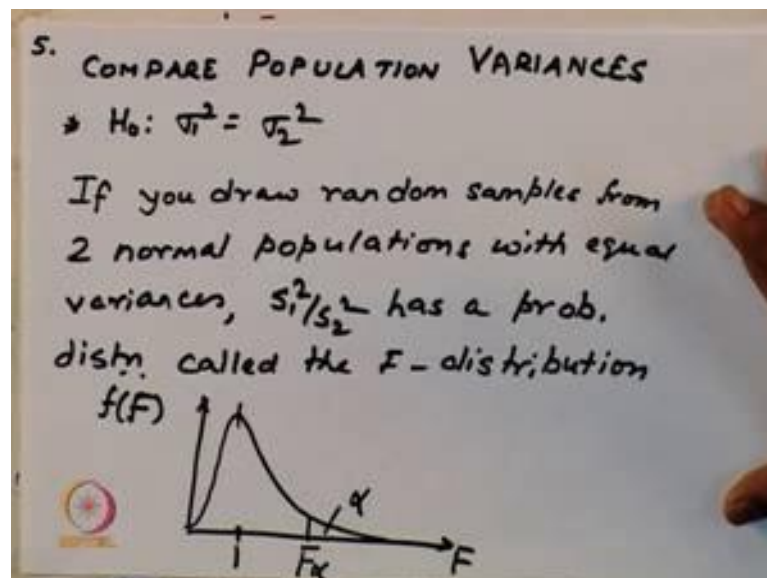 5.
COMPARE POPULATION VARIANCES
* H₀: σ₁² = σ₂²
If you draw random samples from
2 normal populations with equal
variances, s₁²/s₂² has a prob.
distn. called the F-distribution
f(F)
α
1 Fα F